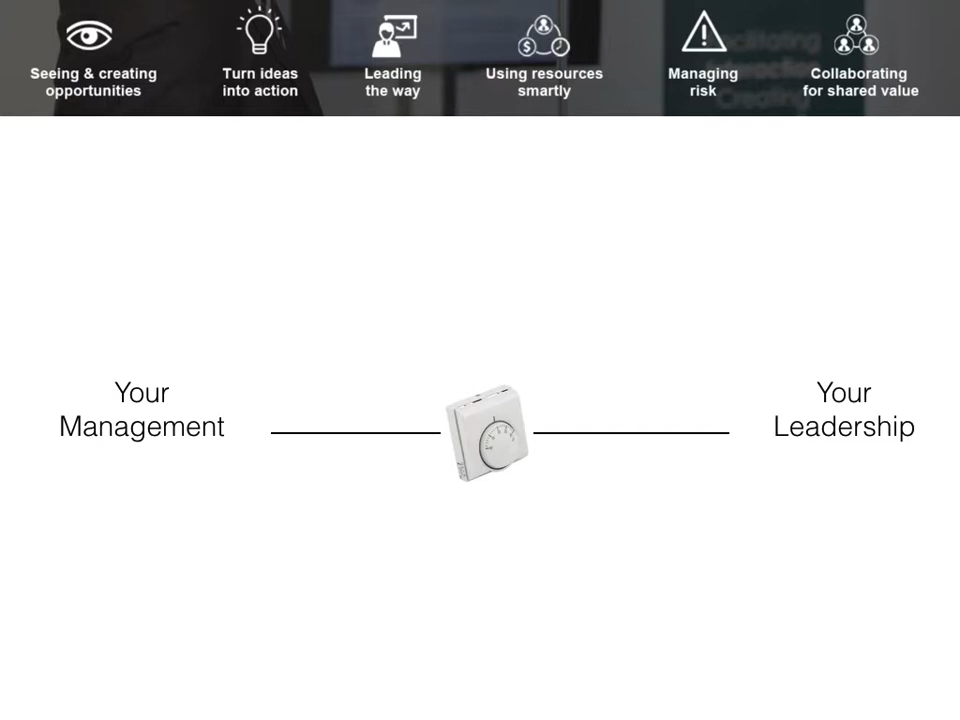 Seeing & creating
opportunities
Turn ideas
into action
Leading
the way
Using resources
smartly
Managing
risk
Collaborating
for shared value
Your
Management
Your
Leadership